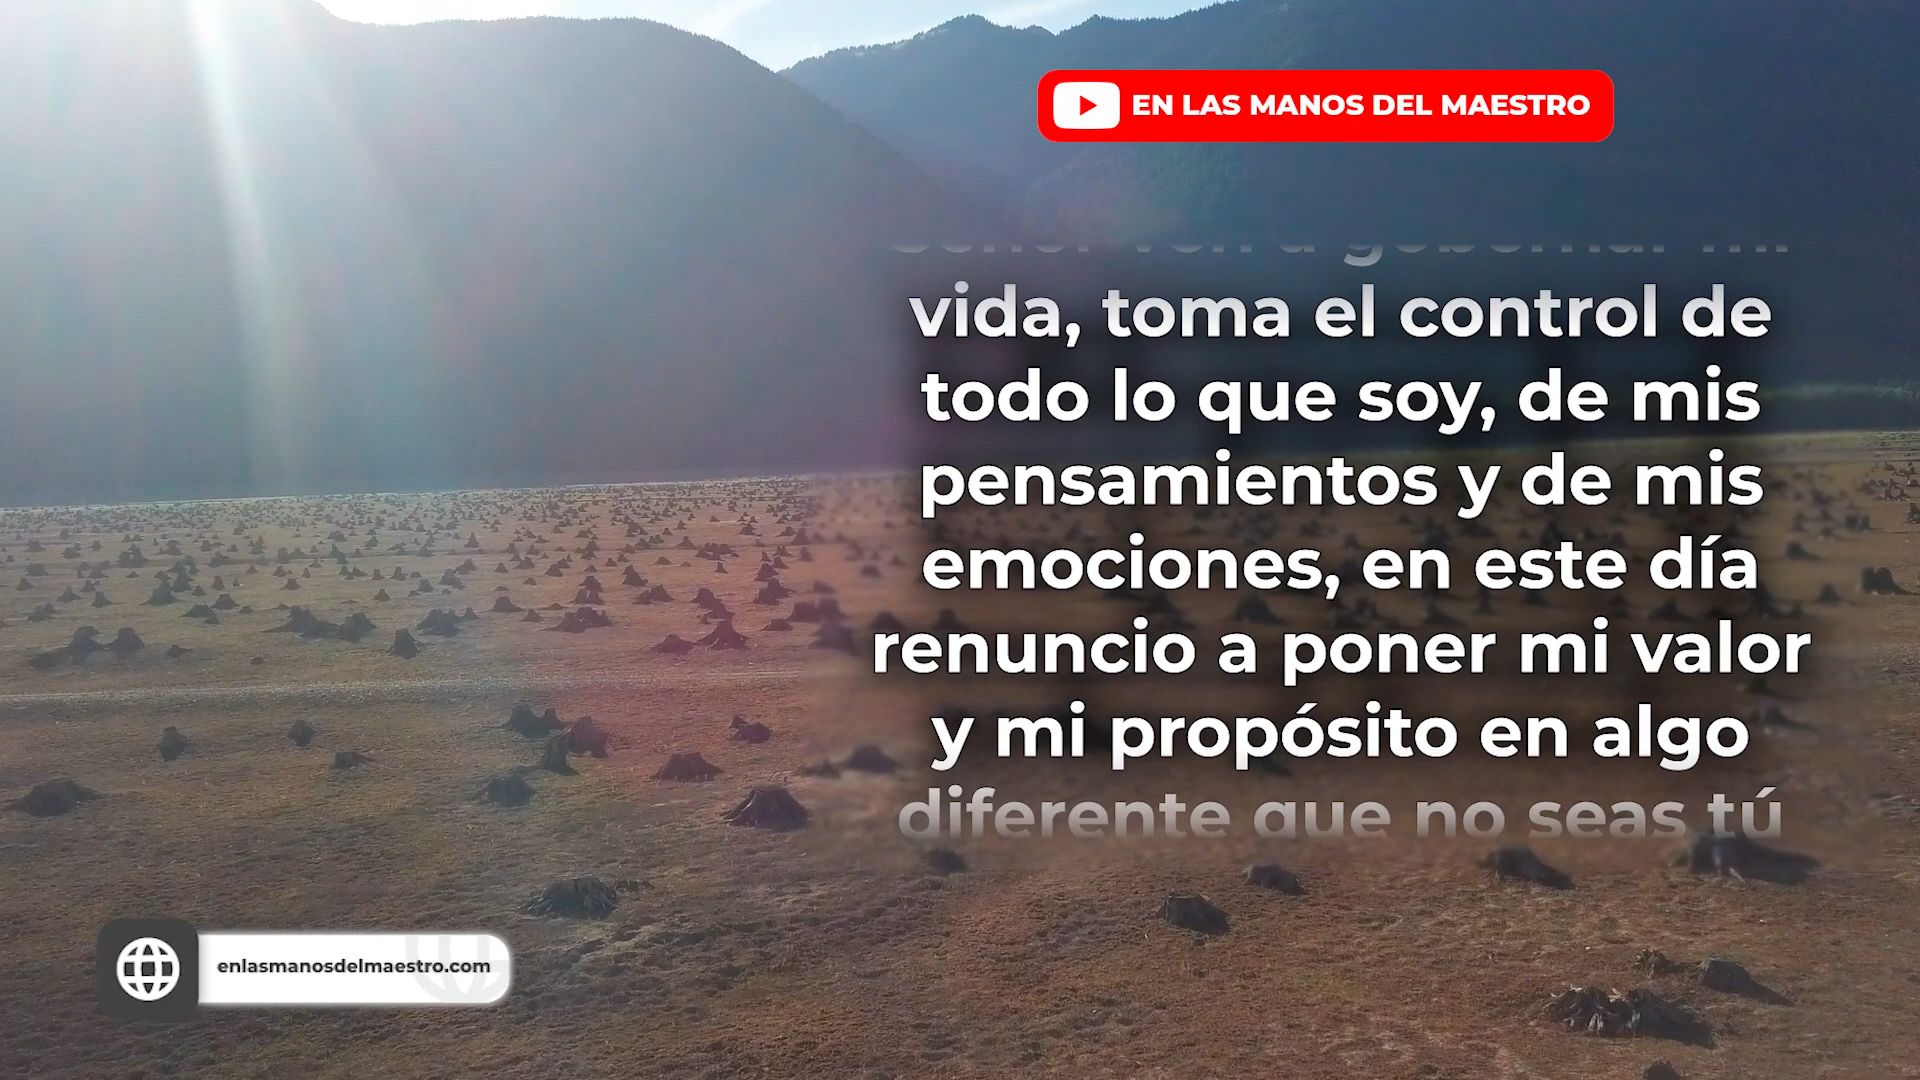 EN LAS MANOS DEL MAESTRO
vida, toma el control de
todo lo que soy, de mis
pensamientos y de mis
emociones, en este día
renuncio a poner mi valor
y mi propósito en algo
diferente que no seas tú
enlasmanosdelmaestro.com